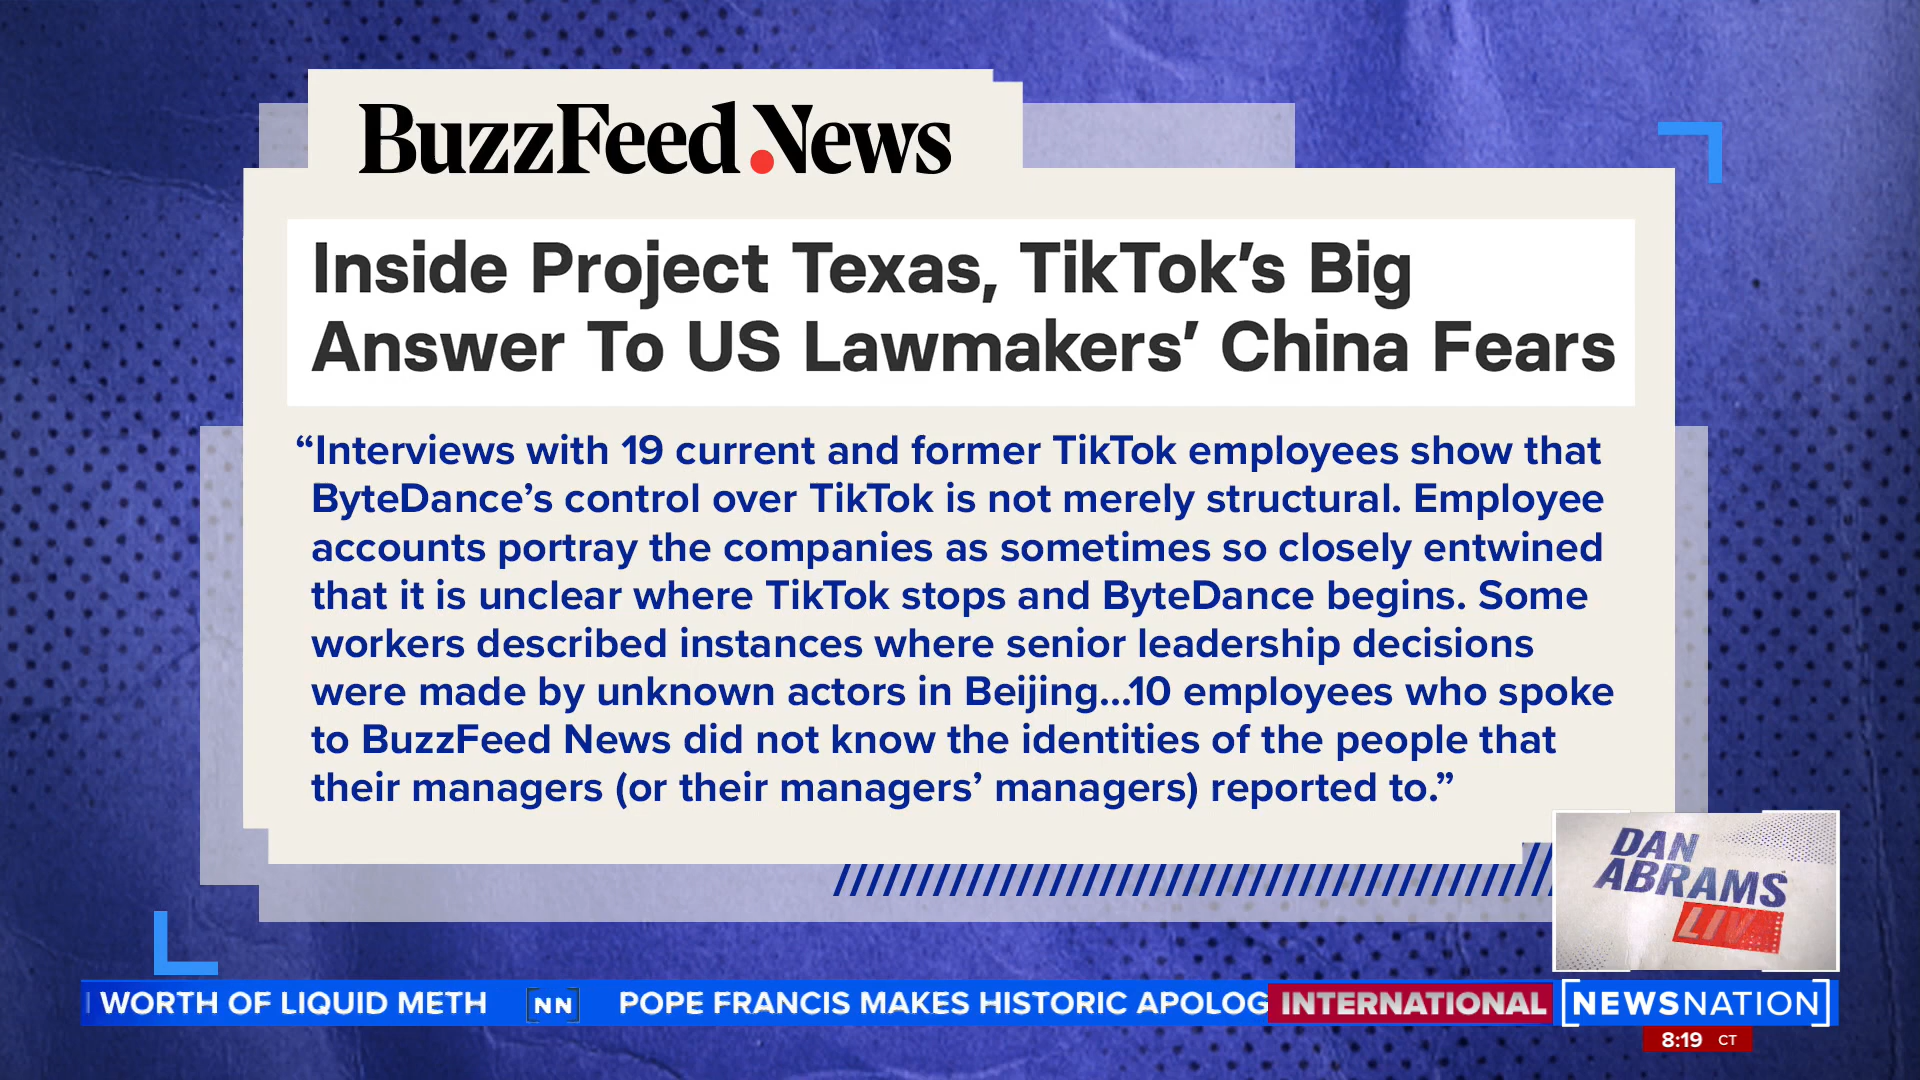 BuzzFeed.News
Inside Project Texas, TikTok’s Big
Answer To US Lawmakers’ China Fears
“Interviews with 19 current and former TikTok employees show that
ByteDance’s control over TikTok is not merely structural. Employee
accounts portray the companies as sometimes so closely entwined
that it is unclear where TikTok stops and ByteDance begins. Some
workers described instances where senior leadership decisions
were made by unknown actors in Beijing...10 employees who spoke
to BuzzFeed News did not know the identities of the people that
their managers (or their managers’ managers) reported to.”
DAN
ABRAMS
LIV
WORTH OF LIQUID METH [NN] POPE FRANCIS MAKES HISTORIC APOLOG INTERNATIONAL [NEWSNATION]
8:19 CT